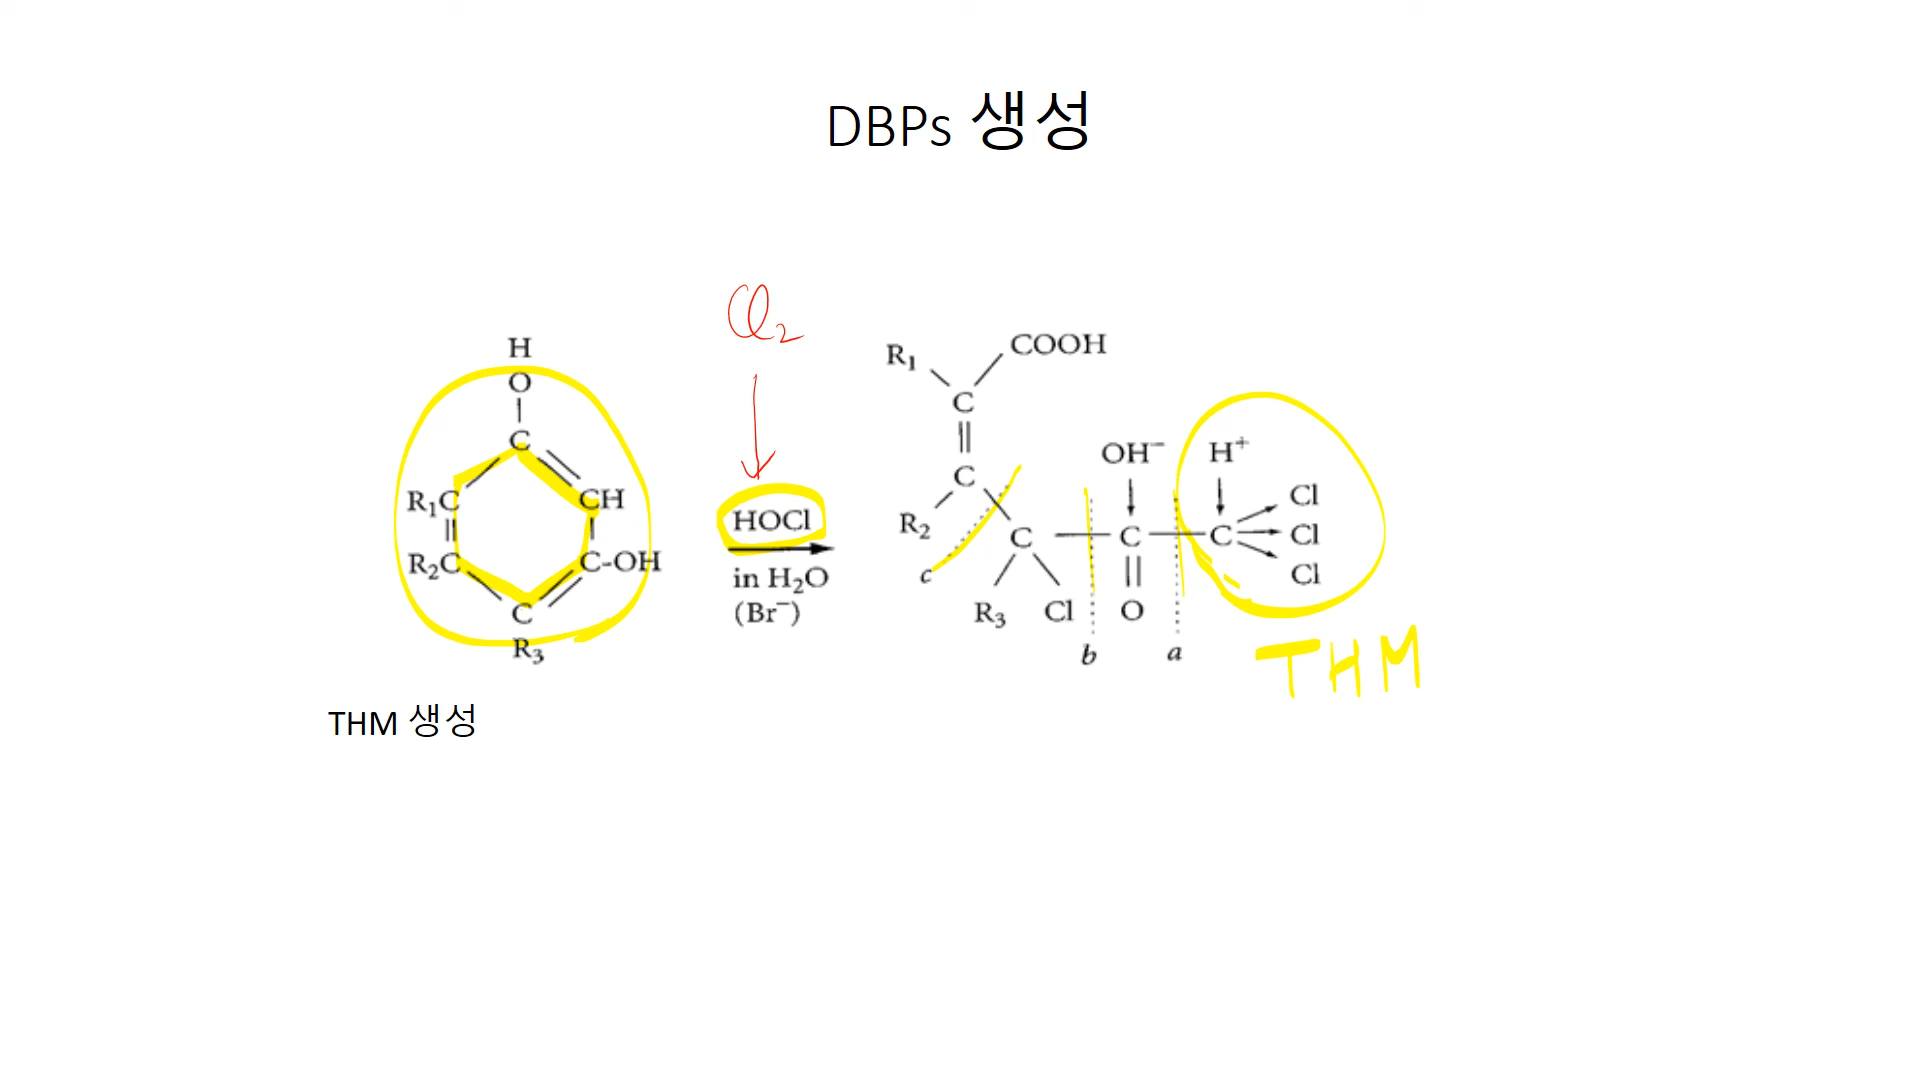 DBPs 생성
Cl₂
H
O
C
R₁C
CH
R₂C
C-OH
C
R₃
HOCl
in H₂O
(Br⁻)
R₁
COOH
C
C
R₂
c
C
R₃
Cl
b
OH⁻
C
O
a
H⁺
C
Cl
Cl
Cl
THM
THM 생성